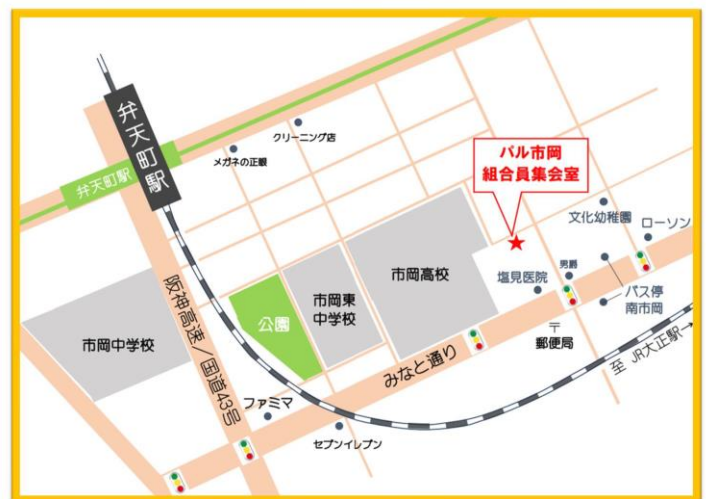 弁天町駅
弁天町駅
クリーニング店
メガネの正眼
パル市岡
組合員集会室
文化幼稚園
ローソン
市岡高校
塩見医院
男爵
バス停
南市岡
市岡東
中学校
公園
市岡中学校
阪神高速／国道43号
みなと通り
〒
郵便局
至 JR大正駅→
ファミマ
セブンイレブン